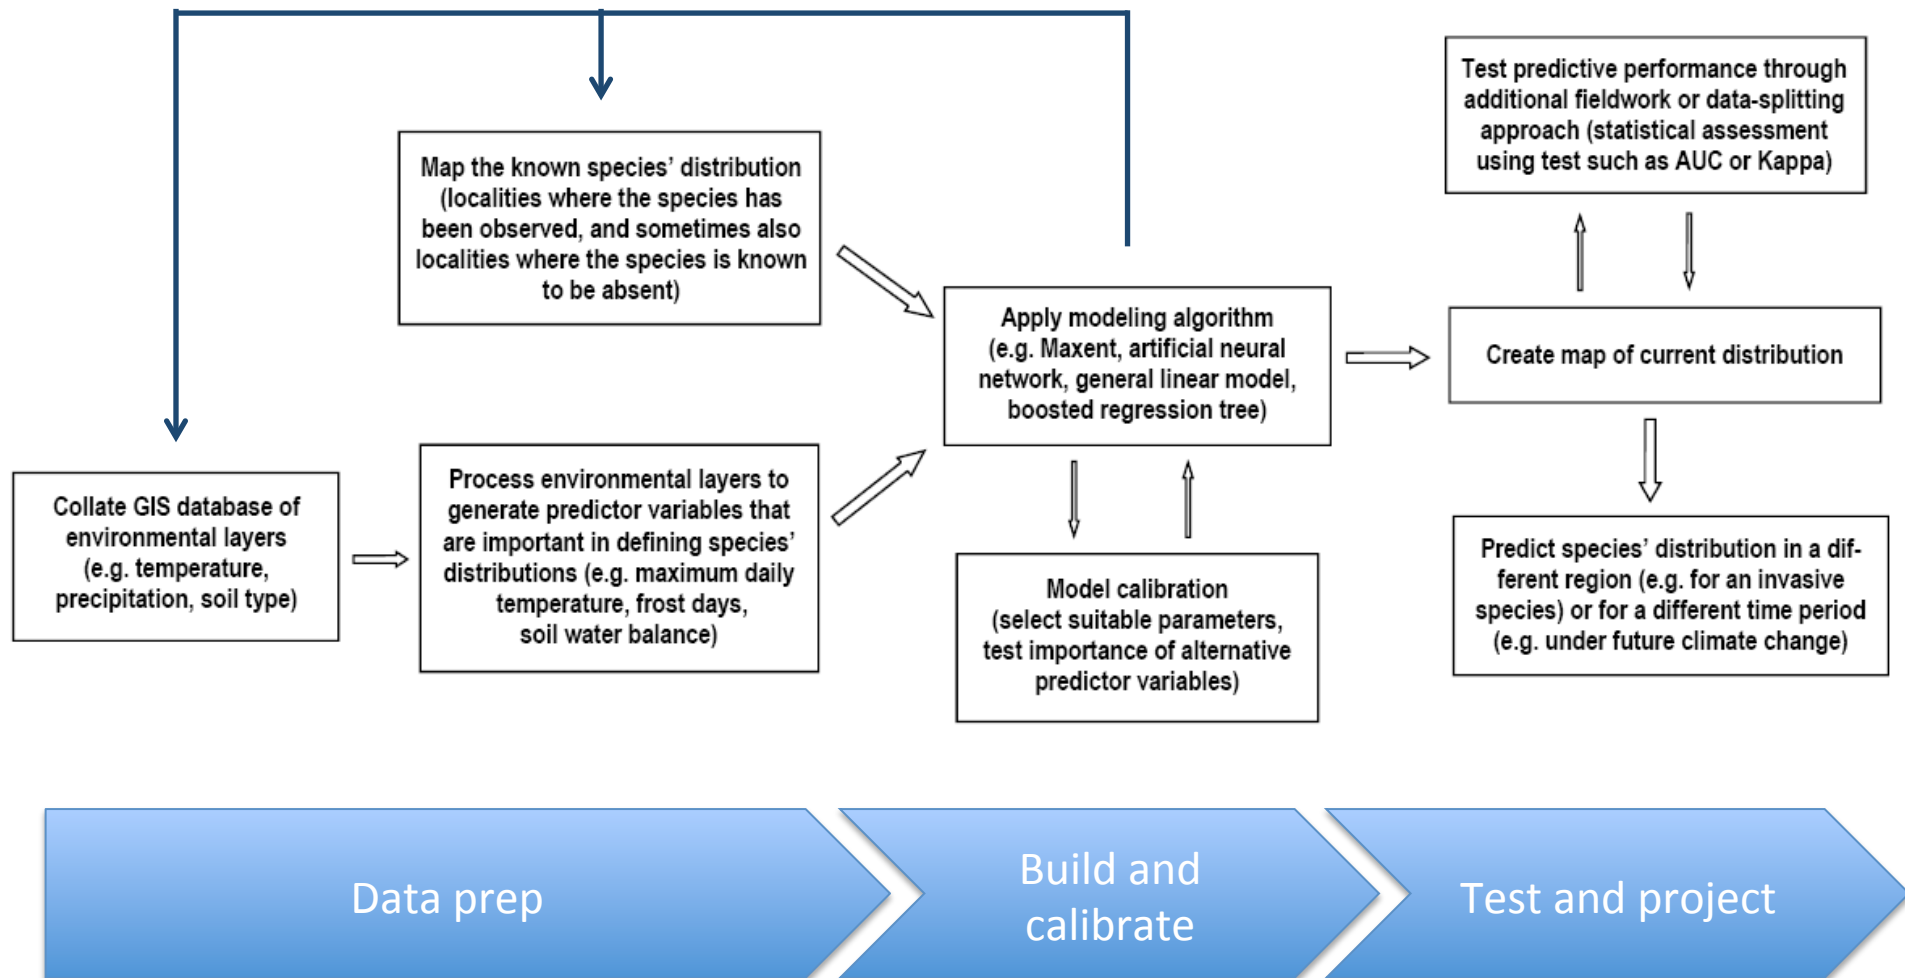 Map the known species’ distribution
(localities where the species has
been observed, and sometimes also
localities where the species is known
to be absent)
Collate GIS database of
environmental layers
(e.g. temperature,
precipitation, soil type)
Process environmental layers to
generate predictor variables that
are important in defining species’
distributions (e.g. maximum daily
temperature, frost days,
soil water balance)
Apply modeling algorithm
(e.g. Maxent, artificial neural
network, general linear model,
boosted regression tree)
Model calibration
(select suitable parameters,
test importance of alternative
predictor variables)
Test predictive performance through
additional fieldwork or data-splitting
approach (statistical assessment
using test such as AUC or Kappa)
Create map of current distribution
Predict species’ distribution in a dif-
ferent region (e.g. for an invasive
species) or for a different time period
(e.g. under future climate change)
Data prep
Build and
calibrate
Test and project